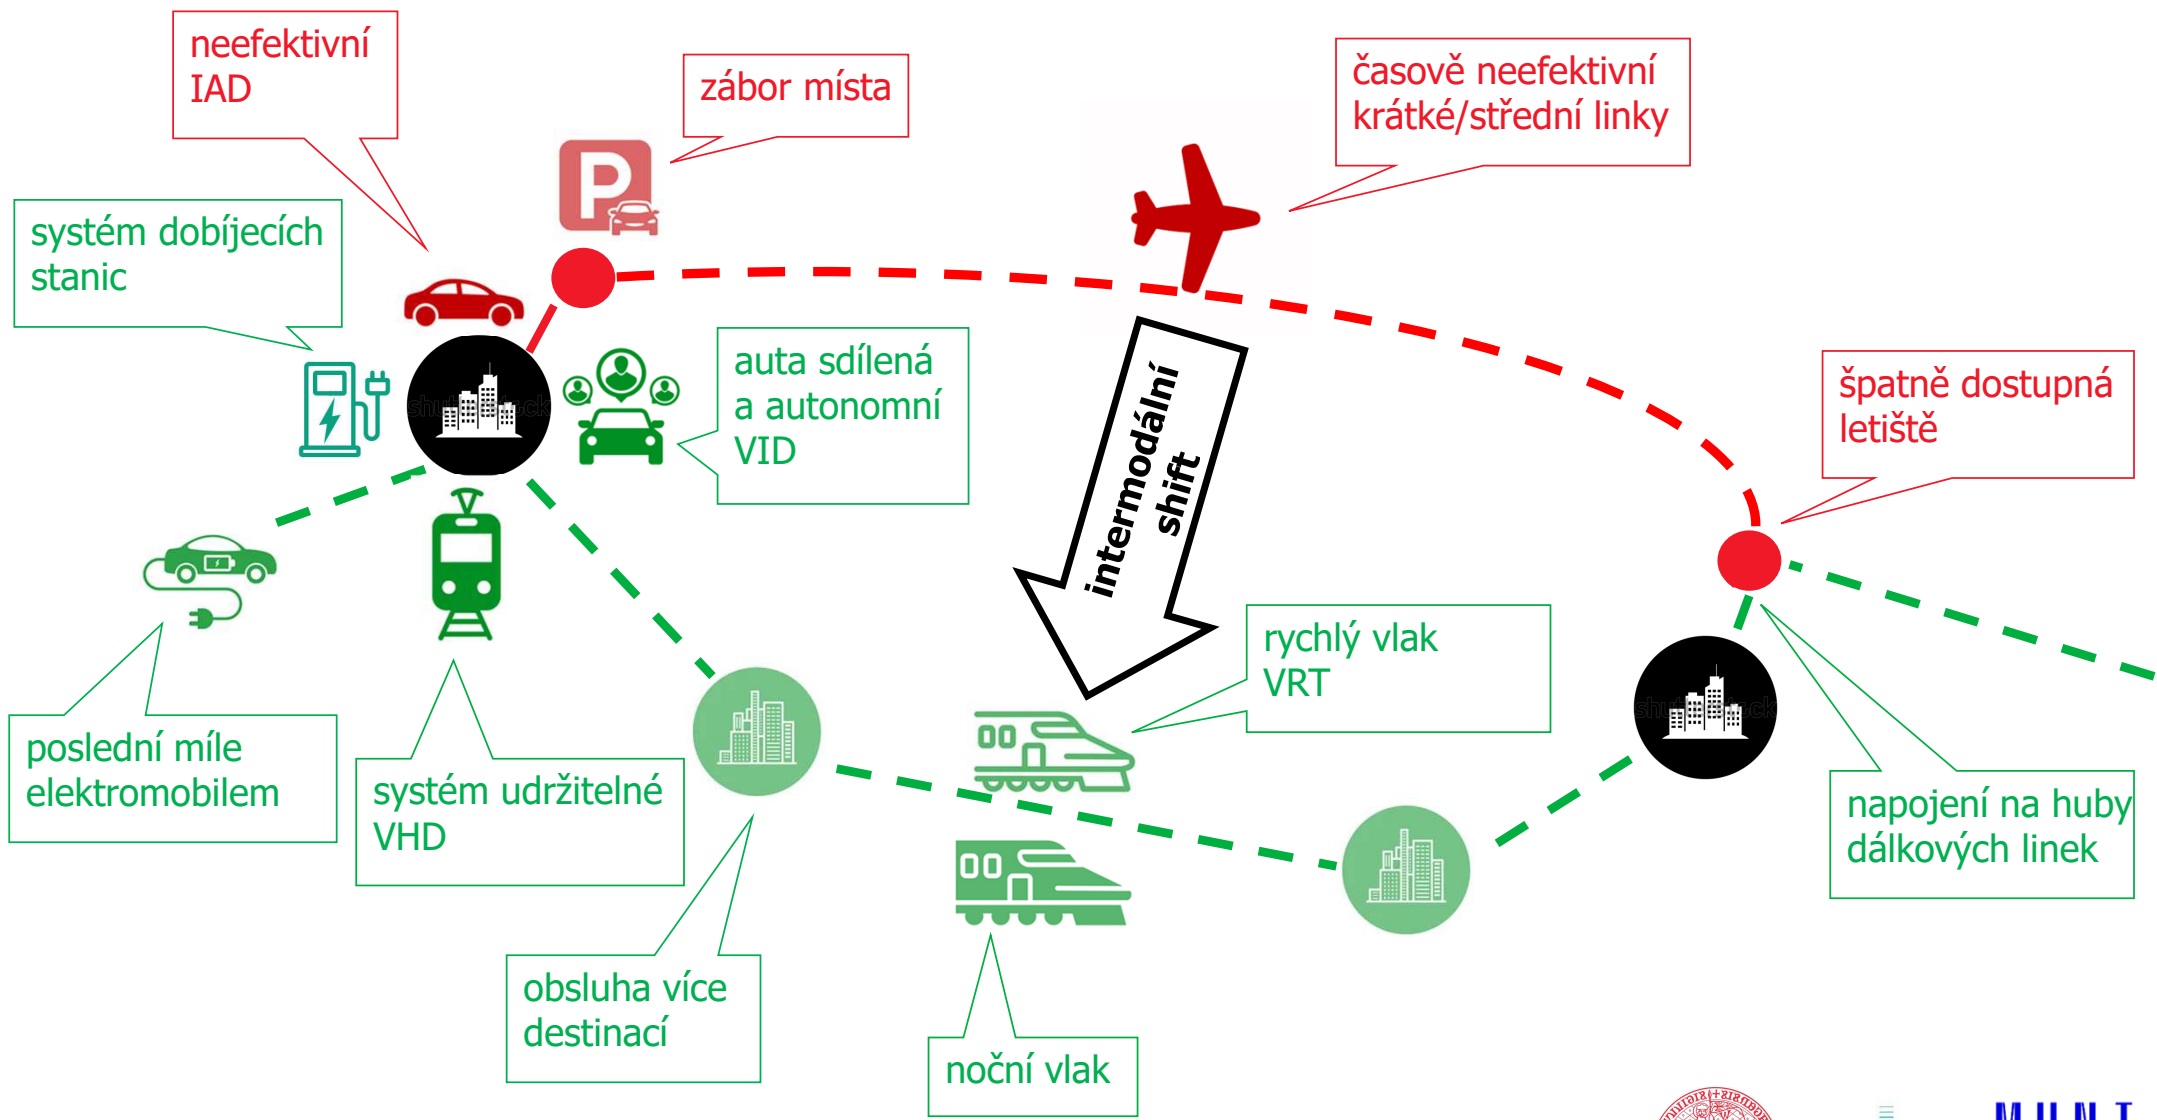 neefektivní
IAD
zábor místa
časově neefektivní
krátké/střední linky
P
systém dobíjecích
stanic
auta sdílená
a autonomní
VID
intermodální
shift
špatně dostupná
letiště
rychlý vlak
VRT
poslední míle
elektromobilem
systém udržitelné
VHD
napojení na huby
dálkových linek
obsluha více
destinací
noční vlak
MUNI